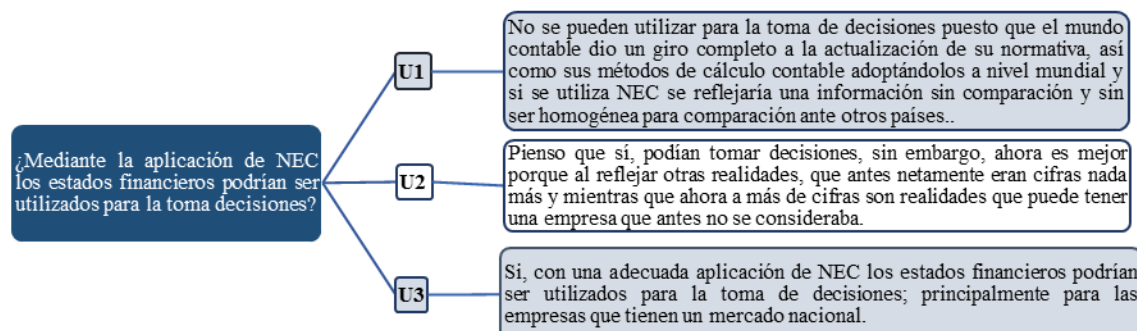 ¿Mediante la aplicación de NEC
los estados financieros podrían ser
utilizados para la toma decisiones?
U1
No se pueden utilizar para la toma de decisiones puesto que el mundo
contable dio un giro completo a la actualización de su normativa, así
como sus métodos de cálculo contable adoptándolos a nivel mundial y
si se utiliza NEC se reflejaría una información sin comparación y sin
ser homogénea para comparación ante otros países..
U2
Pienso que sí, podían tomar decisiones, sin embargo, ahora es mejor
porque al reflejar otras realidades, que antes netamente eran cifras nada
más y mientras que ahora a más de cifras son realidades que puede tener
una empresa que antes no se consideraba.
U3
Si, con una adecuada aplicación de NEC los estados financieros podrían
ser utilizados para la toma de decisiones; principalmente para las
empresas que tienen un mercado nacional.